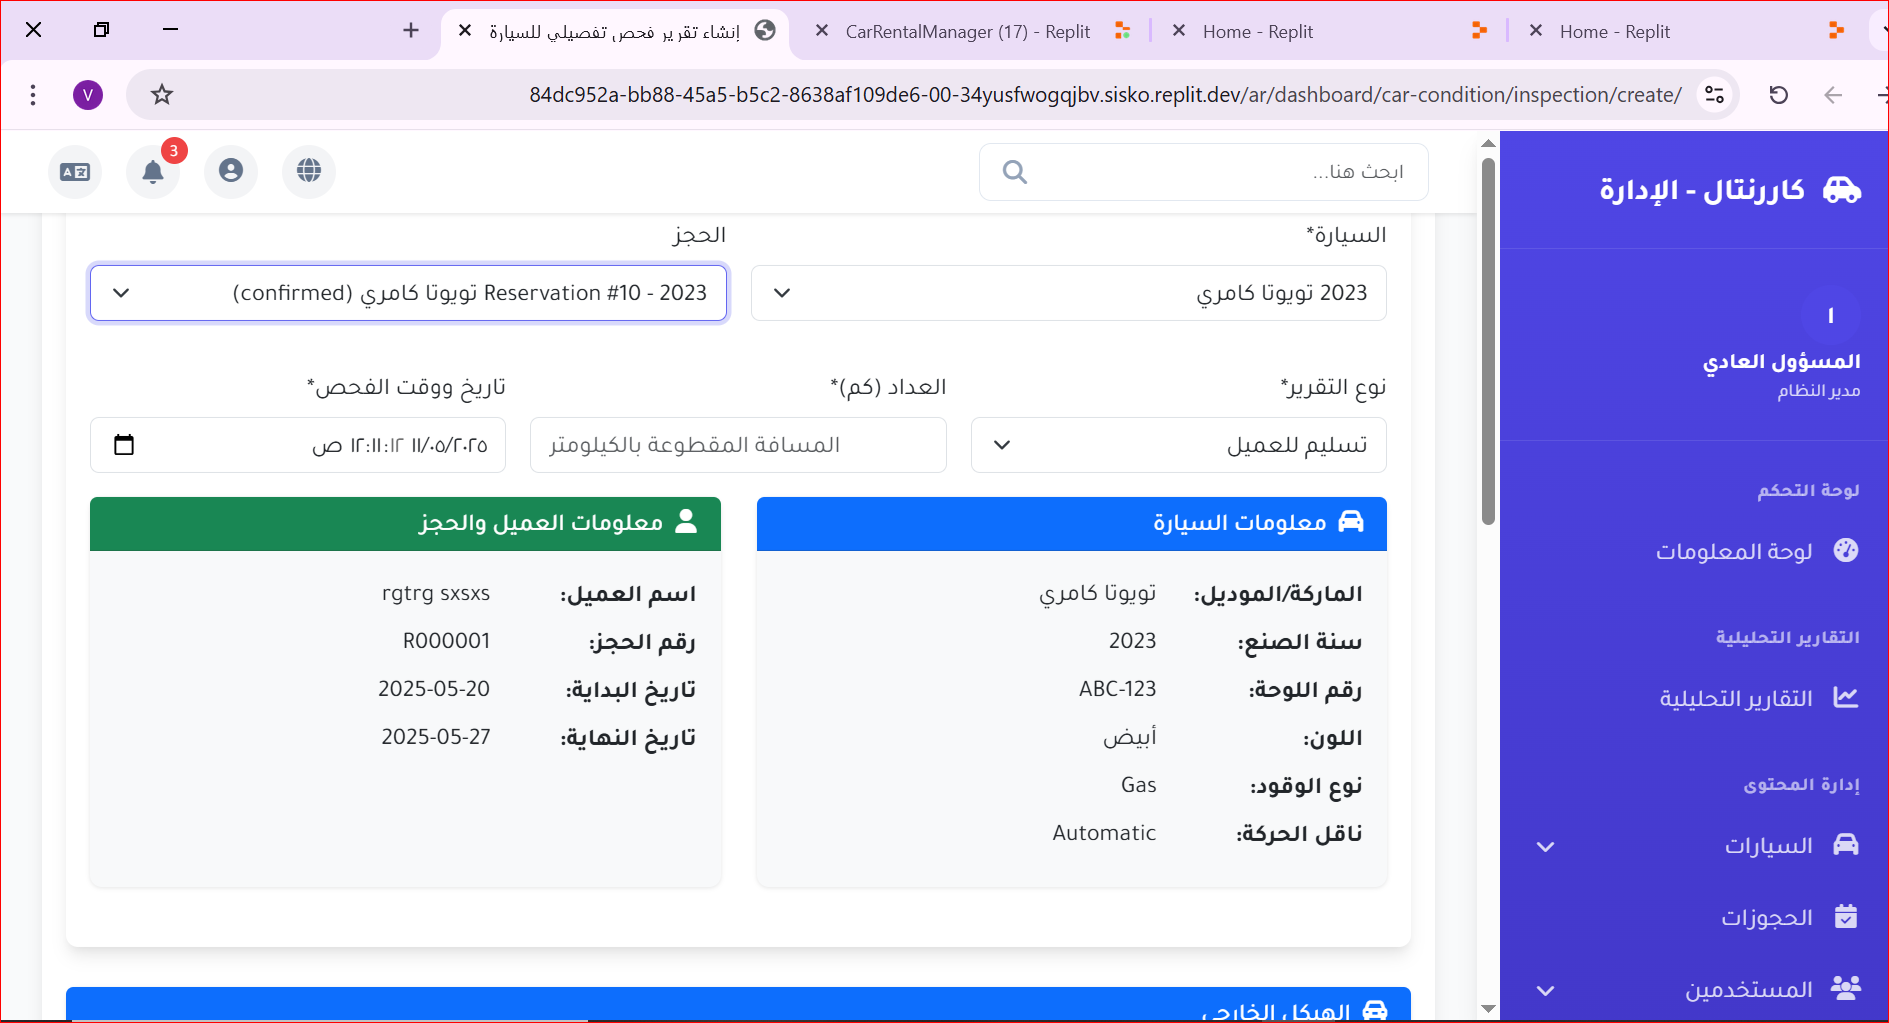 إنشاء تقرير فحص تفصيلي للسيارة
CarRentalManager (17) - Replit
Home - Replit
Home - Replit
V
84dc952a-bb88-45a5-b5c2-8638af109de6-00-34yusfwogqjbv.sisko.replit.dev/ar/dashboard/car-condition/inspection/create/
كاررنتال - الإدارة
ابحث هنا...
3
ا
المسؤول العادي
مدير النظام
لوحة التحكم
لوحة المعلومات
التقارير التحليلية
التقارير التحليلية
إدارة المحتوى
السيارات
الحجوزات
المستخدمين
السيارة*
2023 تويوتا كامري
الحجز
Reservation #10 - 2023 تويوتا كامري (confirmed)
نوع التقرير*
تسليم للعميل
العداد (كم)*
المسافة المقطوعة بالكيلومتر
تاريخ ووقت الفحص*
١١/٠٥/٢٠٢٥ ١٢:١١:١٢ ص
معلومات السيارة
الماركة/الموديل: تويوتا كامري
سنة الصنع: 2023
رقم اللوحة: ABC-123
اللون: أبيض
نوع الوقود: Gas
ناقل الحركة: Automatic
معلومات العميل والحجز
اسم العميل: rgtrg sxsxs
رقم الحجز: R000001
تاريخ البداية: 2025-05-20
تاريخ النهاية: 2025-05-27
الهيكل الخارجي